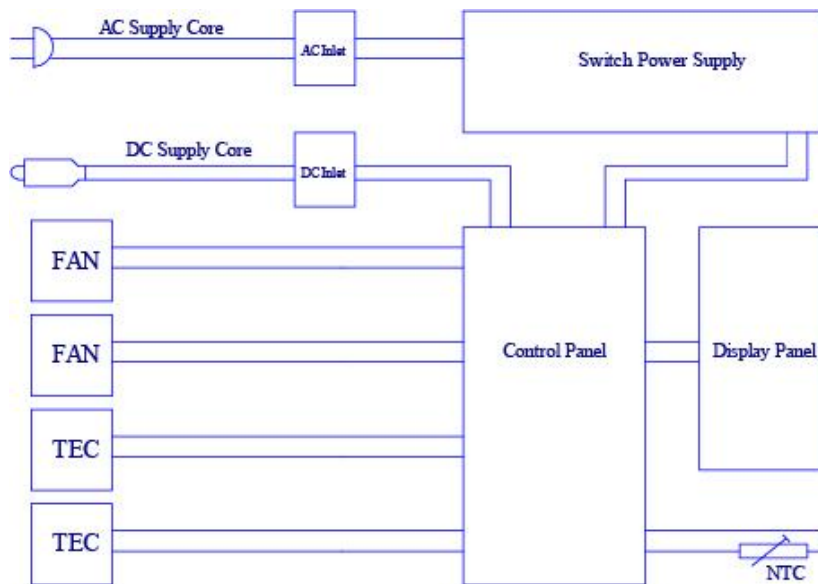 AC Supply Core
AC Inlet
Switch Power Supply
DC Supply Core
DC Inlet
FAN
FAN
Control Panel
Display Panel
TEC
TEC
NTC